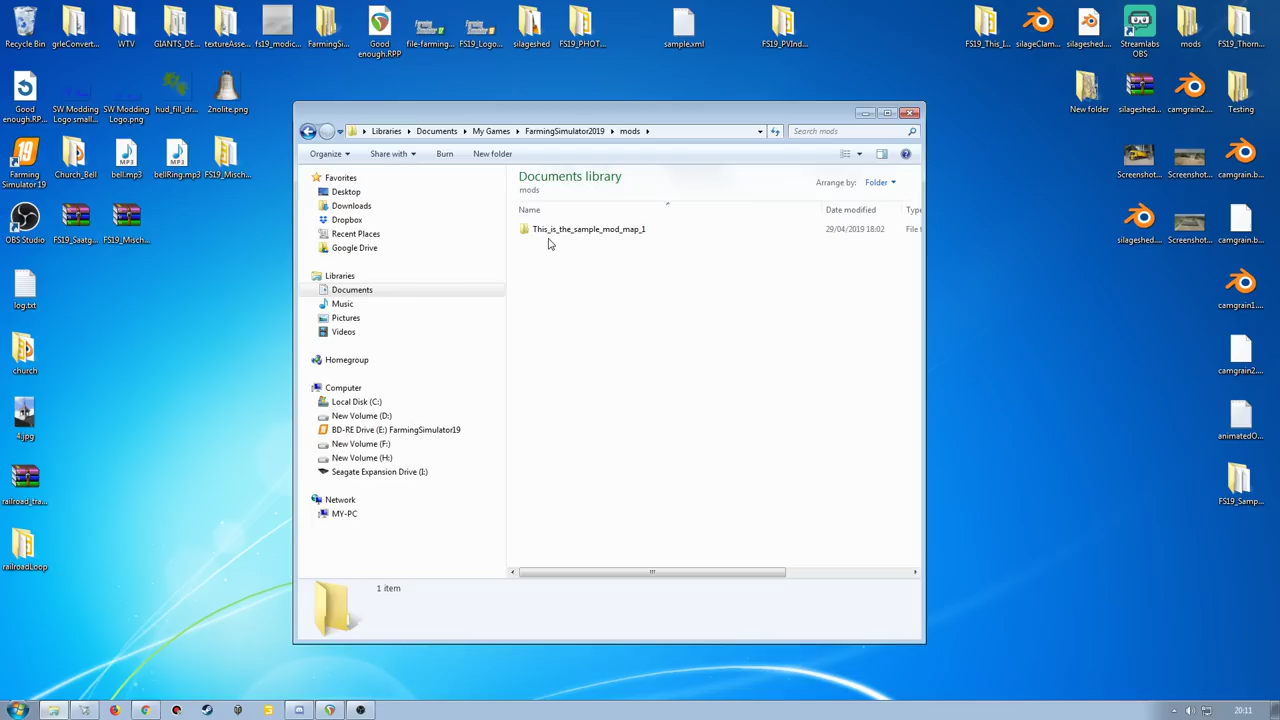 Recycle Bin
grleConvert...
WTV
GIANTS_DE...
textureAsse...
fs19_modic...
FarmingSi...
Good enough.RPP
file-farming...
FS19_Logo...
silageshed
FS19_PHOT...
sample.xml
FS19_PVInd...
FS19_This_I...
silageClam...
silageshed....
Streamlabs OBS
mods
FS19_Thorn...
Good enough.RP...
SW Modding Logo small...
SW Modding Logo.png
hud_fill_dr...
2nolite.png
New folder
silageshed...
camgrain2....
Testing
Farming Simulator 19
Church_Bell
bell.mp3
bellRing.mp3
FS19_Misch...
Screenshot...
Screenshot...
camgrain2....
OBS Studio
FS19_Saatg...
FS19_Misch...
silageshed....
Screenshot...
camgrain.b...
log.txt
camgrain1....
church
camgrain2....
4.jpg
animatedO...
railroad_tra...
FS19_Samp...
railroadLoop
Libraries Documents My Games FarmingSimulator2019 mods
Search mods
Organize Share with Burn New folder
Favorites
Desktop
Downloads
Dropbox
Recent Places
Google Drive
Libraries
Documents
Music
Pictures
Videos
Homegroup
Computer
Local Disk (C:)
New Volume (D:)
BD-RE Drive (E:) FarmingSimulator19
New Volume (F:)
New Volume (H:)
Seagate Expansion Drive (I:)
Network
MY-PC
Documents library
mods
Arrange by: Folder
Name Date modified Type
This_is_the_sample_mod_map_1 29/04/2019 18:02 File f
1 item
20:11